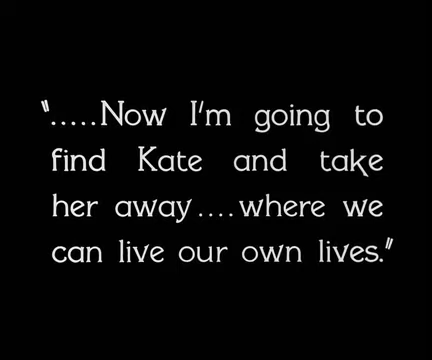 ".....Now I'm going to
find Kate and take
her away....where we
can live our own lives."